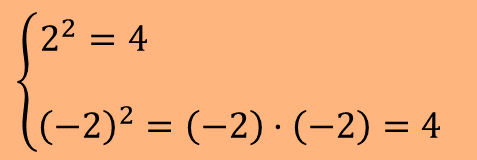 2² = 4
(−2)² = (−2) · (−2) = 4